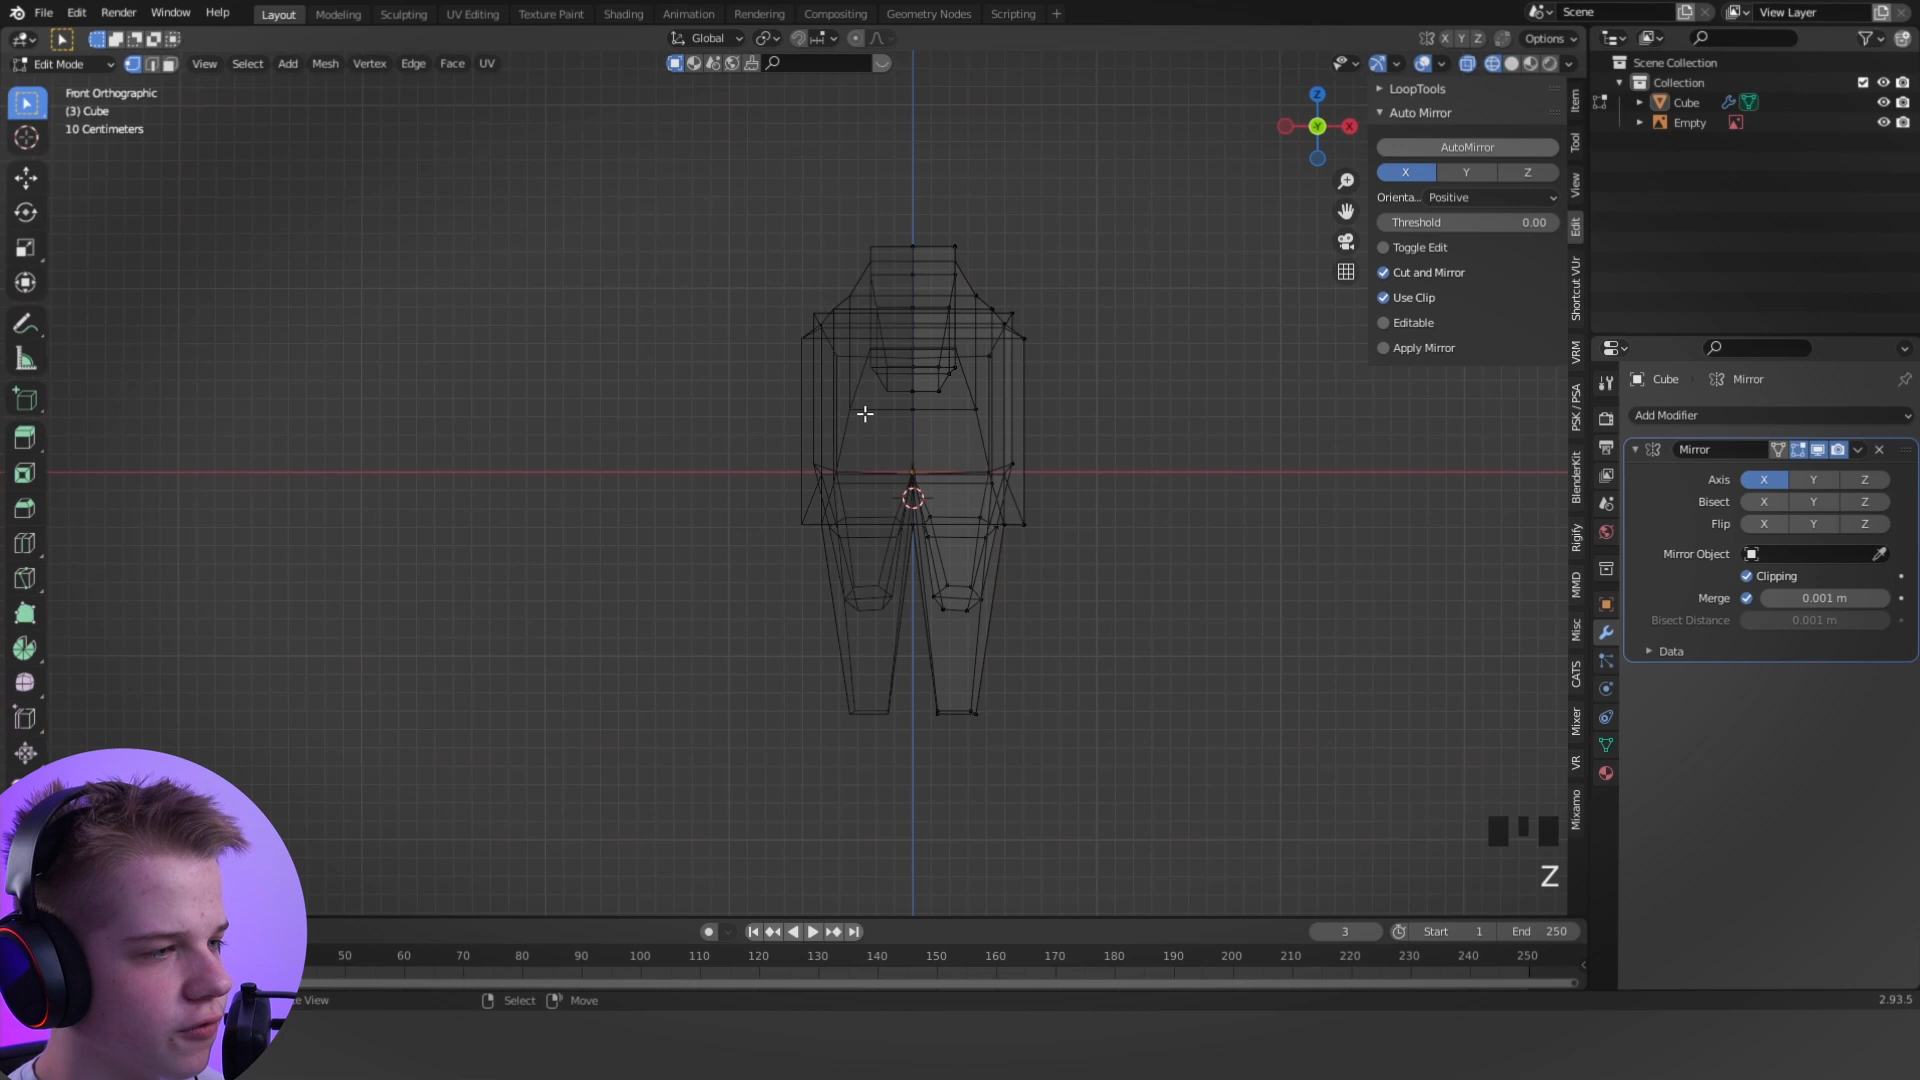 File Edit Render Window Help Layout Modeling Sculpting UV Editing Texture Paint Shading Animation Rendering Compositing Geometry Nodes Scripting + Scene View Layer
Global X Y Z Options
Edit Mode View Select Add Mesh Vertex Edge Face UV
Front Orthographic
(3) Cube
10 Centimeters
Z
Y
X
LoopTools
Auto Mirror
AutoMirror
X Y Z
Orienta... Positive
Threshold 0.00
Toggle Edit
Cut and Mirror
Use Clip
Editable
Apply Mirror
Item
Tool
View
Edit
Shortcut VUr
VRM
PSK / PSA
BlenderKit
Rigify
MMD
Misc
CATS
Mixer
VR
Mixamo
Scene Collection
Collection
Cube
Empty
Cube Mirror
Add Modifier
Mirror
Axis X Y Z
Bisect X Y Z
Flip X Y Z
Mirror Object
Clipping
Merge 0.001 m
Bisect Distance 0.001 m
Data
Z
3 Start 1 End 250
50 60 70 80 90 100 110 120 130 140 150 160 170 180 190 200 210 220 230 240 250
View Select Move
2.93.5